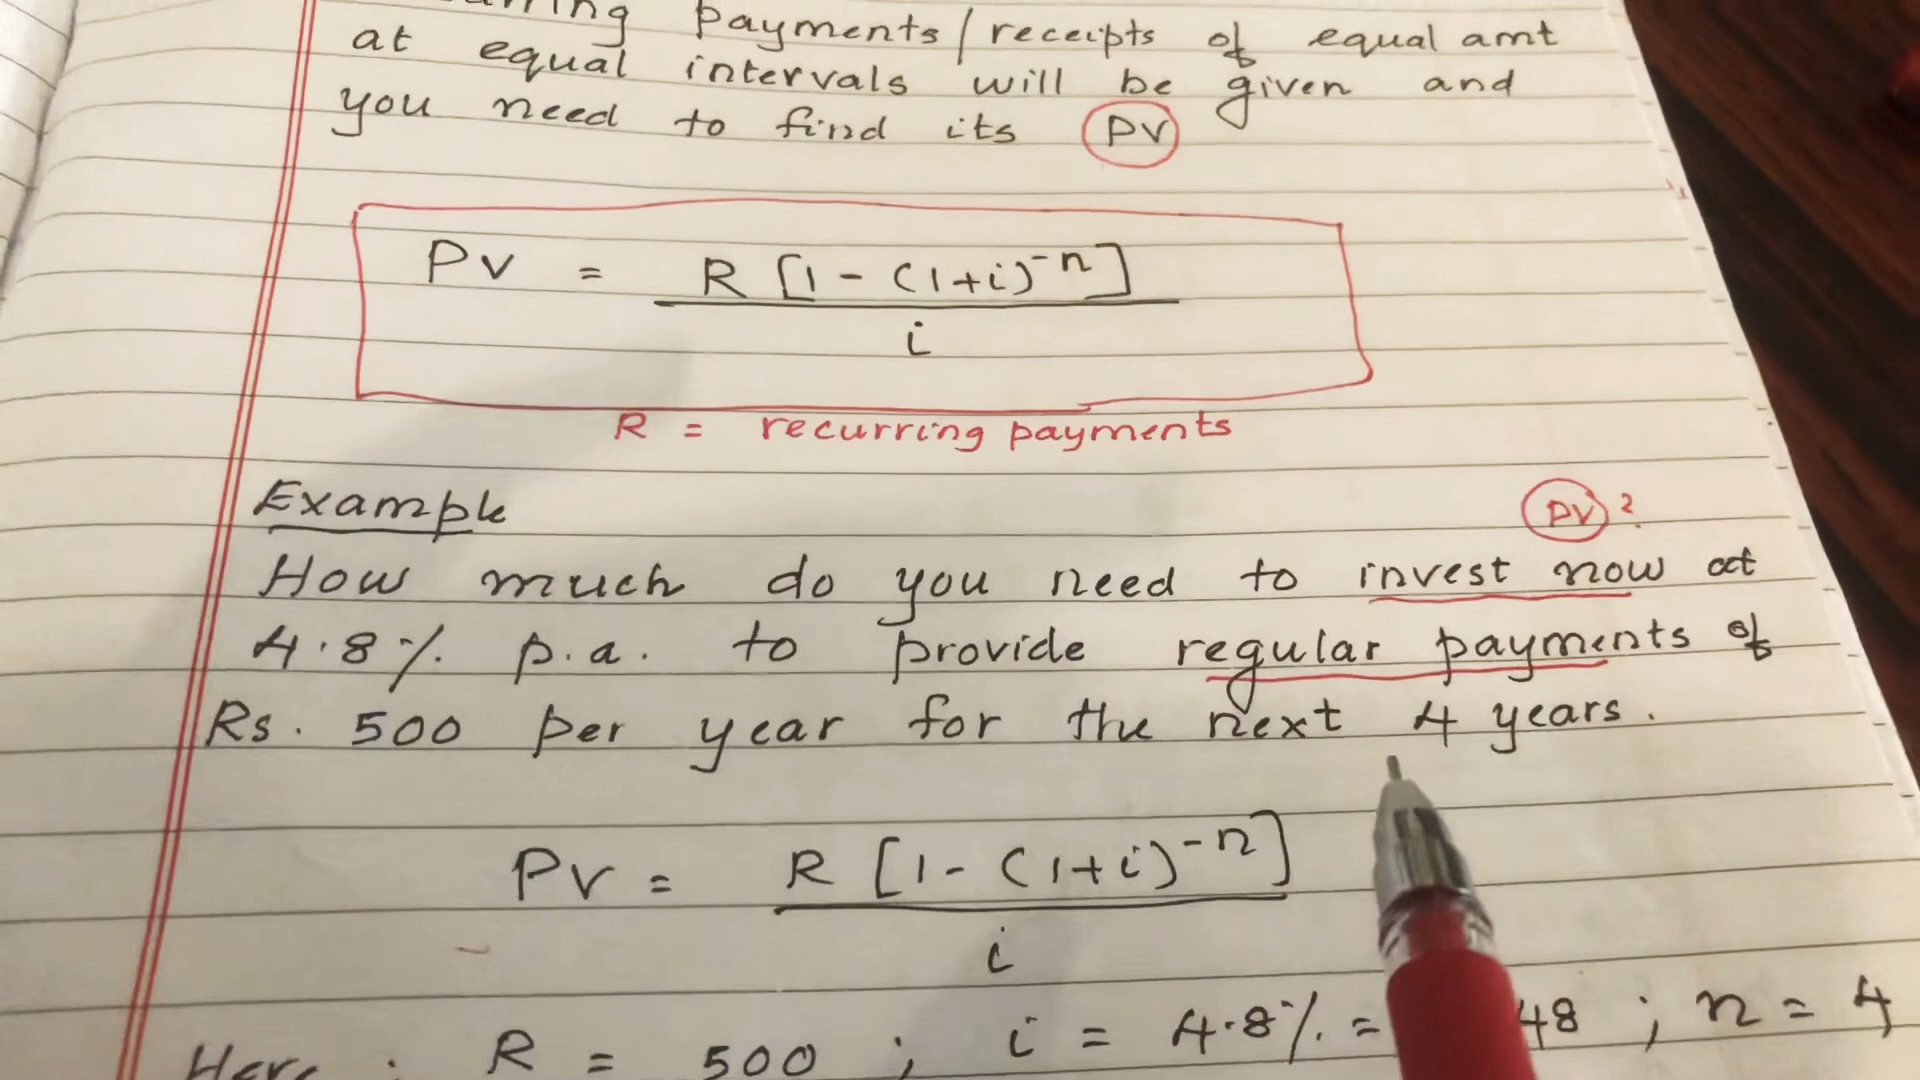 payments/receipts of equal amt
at equal intervals will be given and
you need to find its PV
PV = R [1 - (1+i)⁻ⁿ]
i
R = recurring payments
Example
PV ?
How much do you need to invest now at
4.8% p.a. to provide regular payments of
Rs. 500 per year for the next 4 years.
PV = R [1 - (1+i)⁻ⁿ]
i
Here : R = 500 ; i = 4.8% = 48 ; n = 4